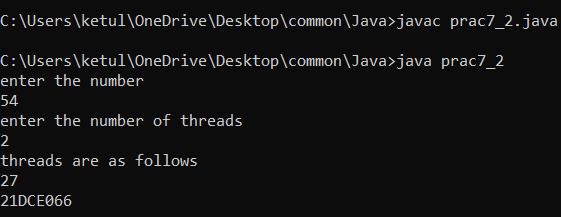 C:\Users\ketul\OneDrive\Desktop\common\Java>javac prac7_2.java
C:\Users\ketul\OneDrive\Desktop\common\Java>java prac7_2
enter the number
54
enter the number of threads
2
threads are as follows
27
21DCE066